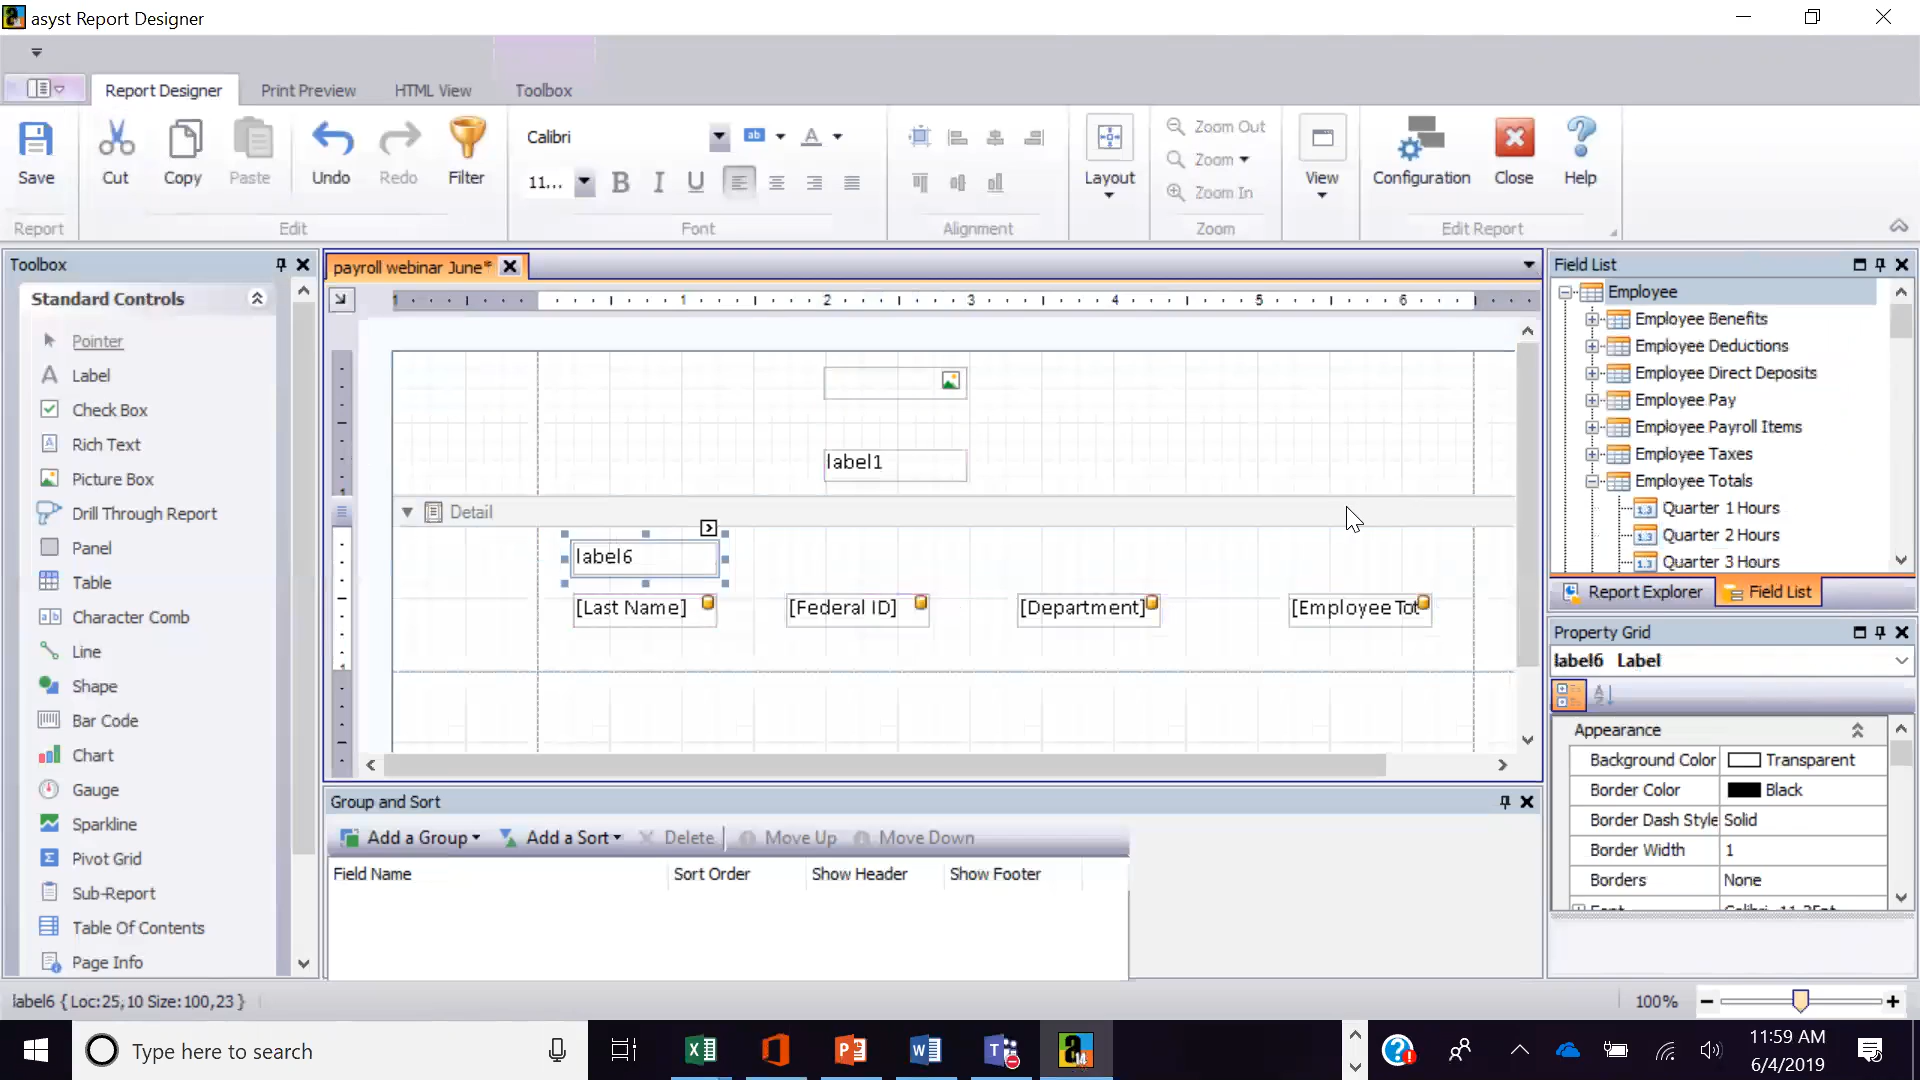 asyst Report Designer
Report Designer
Print Preview
HTML View
Toolbox
Save
Cut
Copy
Paste
Undo
Redo
Filter
Calibri
11...
B I U
Layout
Zoom Out
Zoom
Zoom In
View
Configuration
Close
Help
Report
Edit
Font
Alignment
Zoom
Edit Report
Toolbox
Standard Controls
Pointer
Label
Check Box
Rich Text
Picture Box
Drill Through Report
Panel
Table
Character Comb
Line
Shape
Bar Code
Chart
Gauge
Sparkline
Pivot Grid
Sub-Report
Table Of Contents
Page Info
payroll webinar June*
1 1 2 3 4 5 6
label1
Detail
label6
[Last Name]
[Federal ID]
[Department]
[Employee Tot
Group and Sort
Add a Group
Add a Sort
Delete
Move Up
Move Down
Field Name
Sort Order
Show Header
Show Footer
Field List
Employee
Employee Benefits
Employee Deductions
Employee Direct Deposits
Employee Pay
Employee Payroll Items
Employee Taxes
Employee Totals
1.3 Quarter 1 Hours
1.3 Quarter 2 Hours
1.3 Quarter 3 Hours
Report Explorer
Field List
Property Grid
label6 Label
Appearance
Background Color Transparent
Border Color Black
Border Dash Style Solid
Border Width 1
Borders None
label6 { Loc:25,10 Size:100,23 }
100%
Type here to search
11:59 AM
6/4/2019